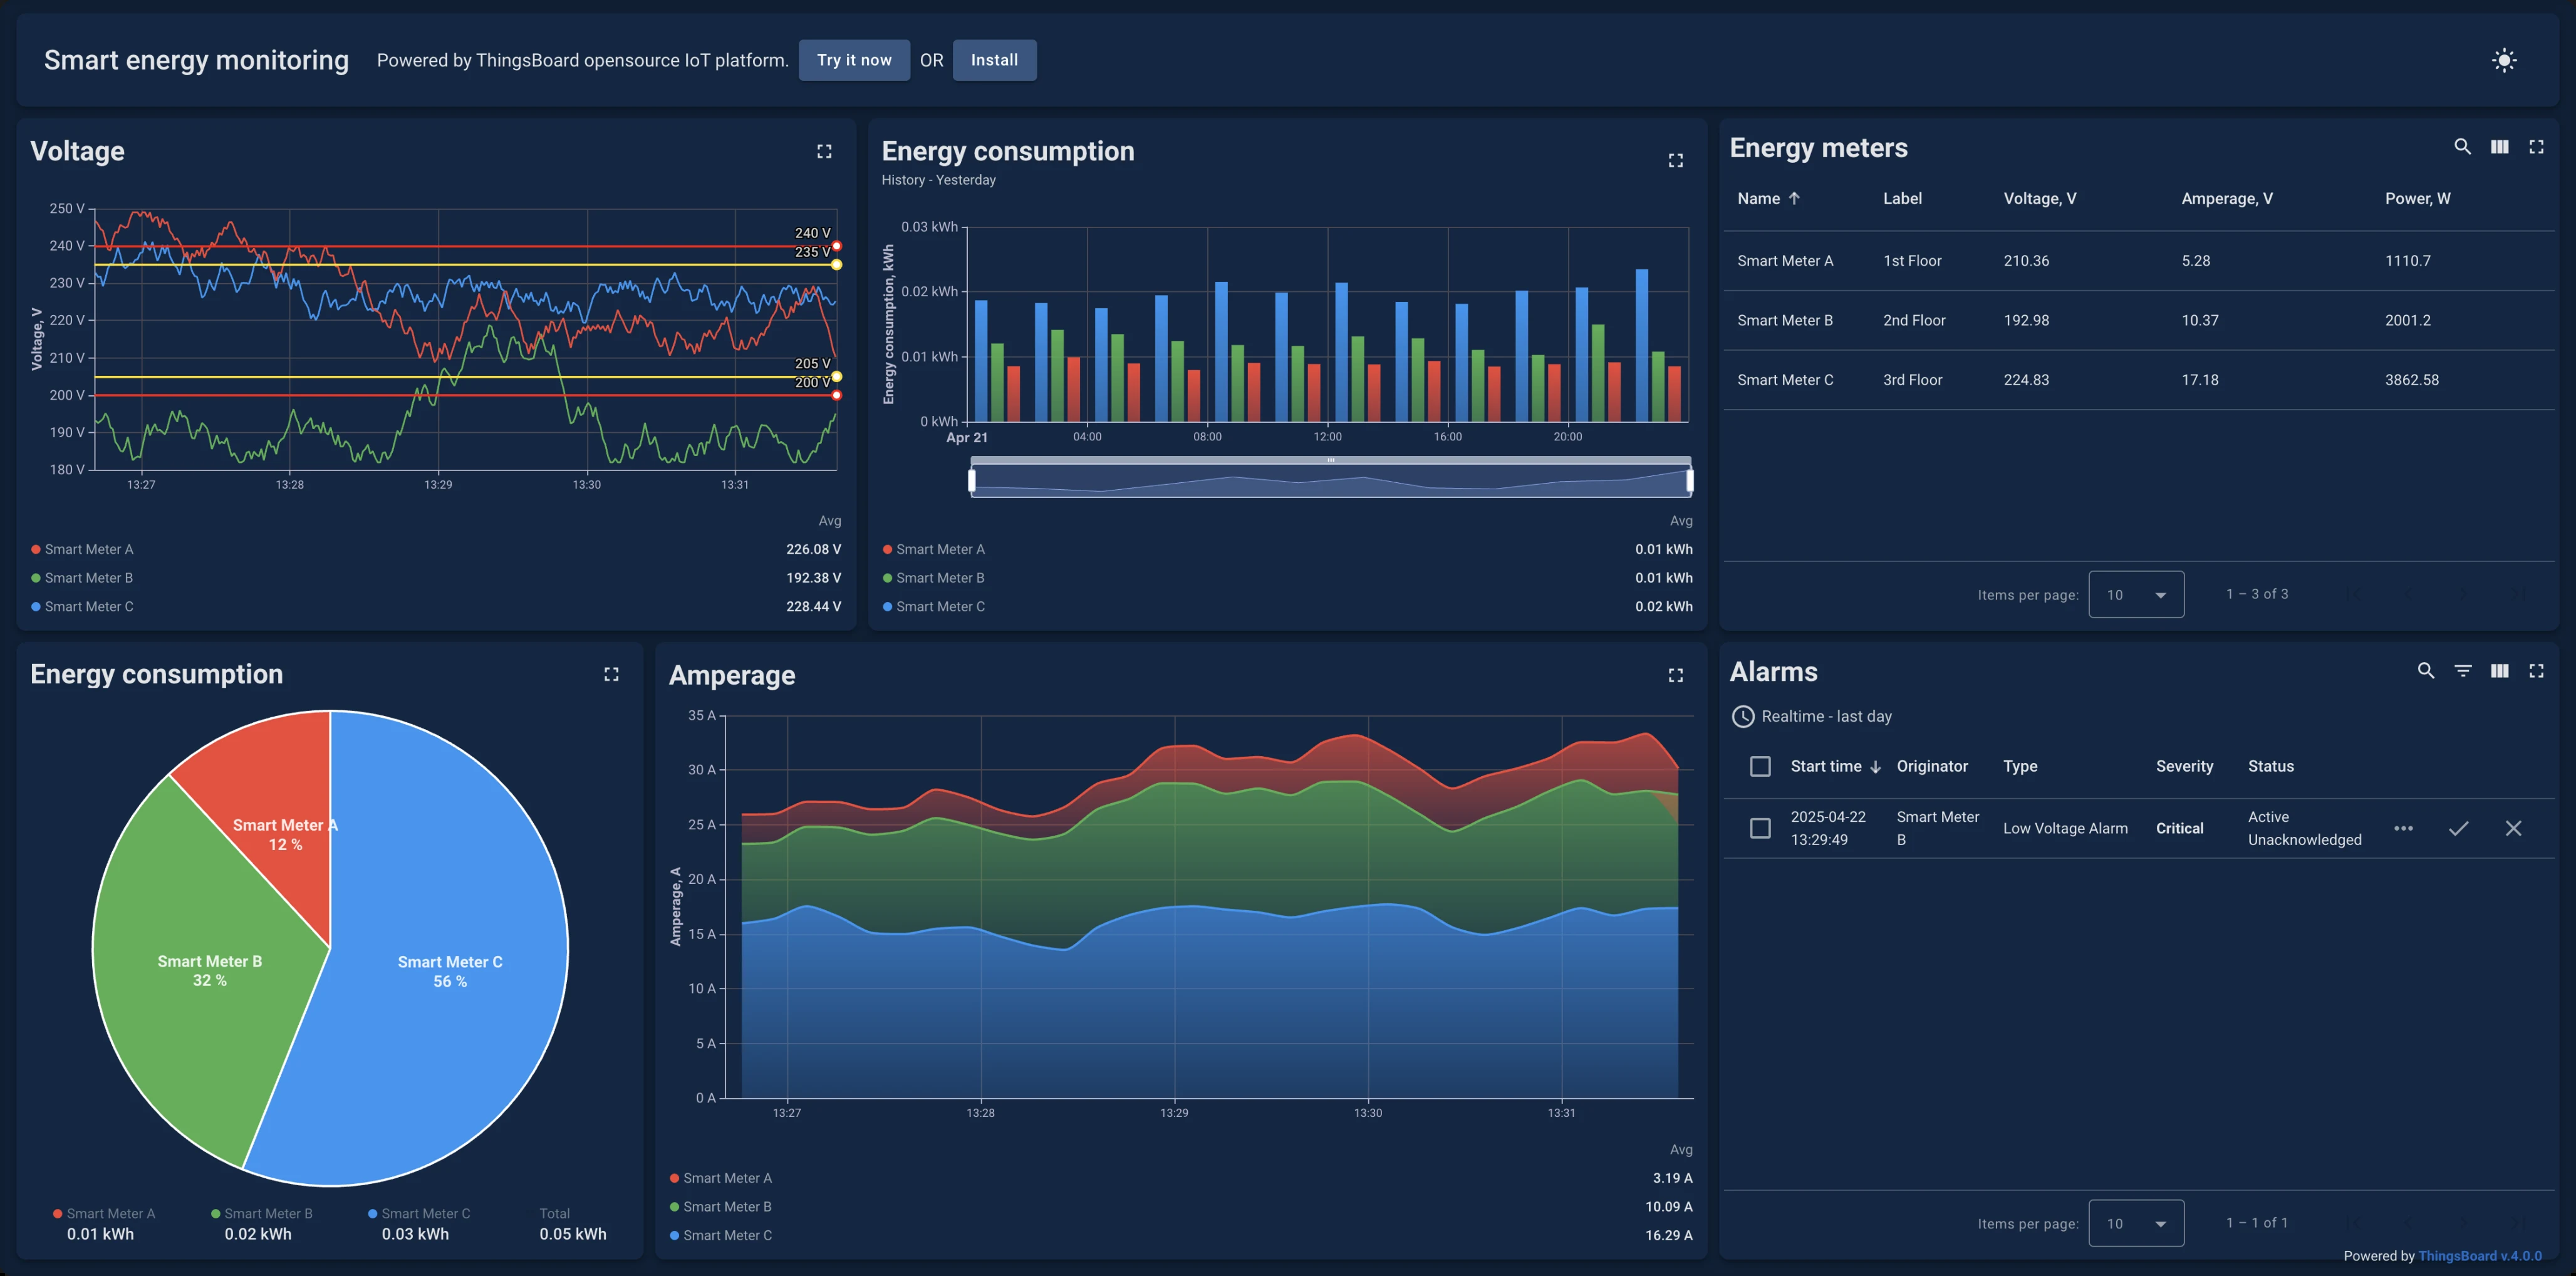 Smart energy monitoring
Powered by ThingsBoard opensource IoT platform.
Try it now
OR
Install
Voltage
250 V
240 V
230 V
220 V
210 V
200 V
190 V
180 V
Voltage, V
240 V
235 V
205 V
200 V
13:27
13:28
13:29
13:30
13:31
Avg
Smart Meter A 226.08 V
Smart Meter B 192.38 V
Smart Meter C 228.44 V
Energy consumption
History - Yesterday
0.03 kWh
0.02 kWh
0.01 kWh
0 kWh
Energy consumption, kWh
Apr 21
04:00
08:00
12:00
16:00
20:00
Avg
Smart Meter A 0.01 kWh
Smart Meter B 0.01 kWh
Smart Meter C 0.02 kWh
Energy meters
Name Label Voltage, V Amperage, V Power, W
Smart Meter A 1st Floor 210.36 5.28 1110.7
Smart Meter B 2nd Floor 192.98 10.37 2001.2
Smart Meter C 3rd Floor 224.83 17.18 3862.58
Items per page: 10 1 – 3 of 3
Energy consumption
Smart Meter A
12 %
Smart Meter B
32 %
Smart Meter C
56 %
Smart Meter A Smart Meter B Smart Meter C Total
0.01 kWh 0.02 kWh 0.03 kWh 0.05 kWh
Amperage
35 A
30 A
25 A
20 A
15 A
10 A
5 A
0 A
Amperage, A
13:27
13:28
13:29
13:30
13:31
Avg
Smart Meter A 3.19 A
Smart Meter B 10.09 A
Smart Meter C 16.29 A
Alarms
Realtime - last day
Start time Originator Type Severity Status
2025-04-22 13:29:49 Smart Meter B Low Voltage Alarm Critical Active Unacknowledged
Items per page: 10 1 – 1 of 1
Powered by ThingsBoard v.4.0.0